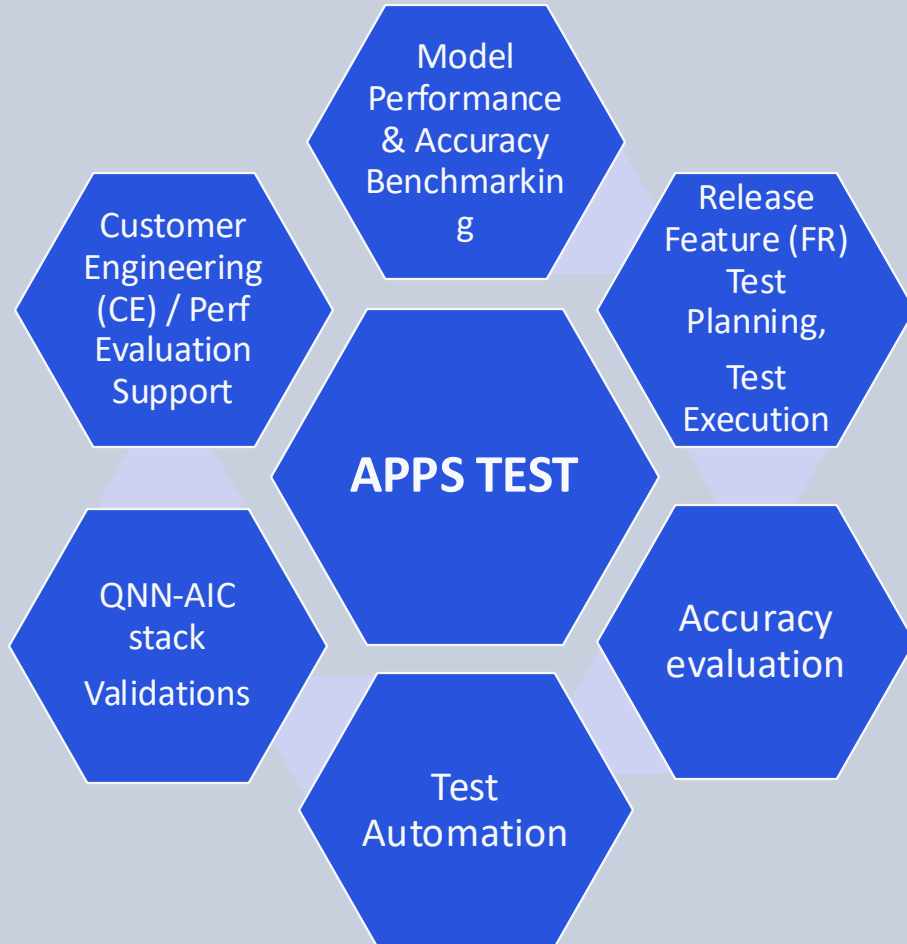 Model
Performance
& Accuracy
Benchmarkin
g
Release
Feature (FR)
Test
Planning,
Test
Execution
Accuracy
evaluation
Test
Automation
QNN-AIC
stack
Validations
Customer
Engineering
(CE) / Perf
Evaluation
Support
APPS TEST